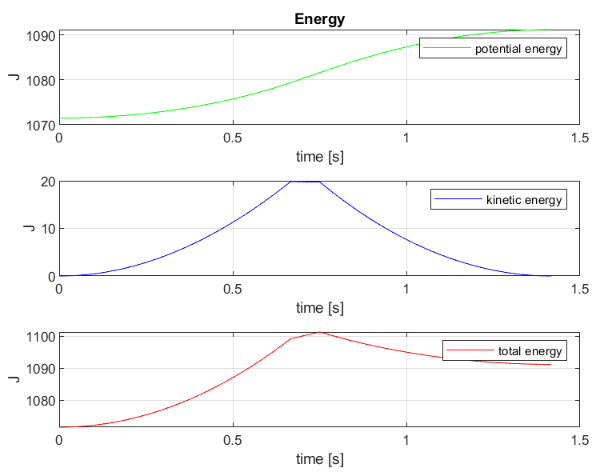 Energy
1090
1080
1070
J
potential energy
0
0.5
1
1.5
time [s]
20
10
0
J
kinetic energy
0
0.5
1
1.5
time [s]
1100
1090
1080
J
total energy
0
0.5
1
1.5
time [s]